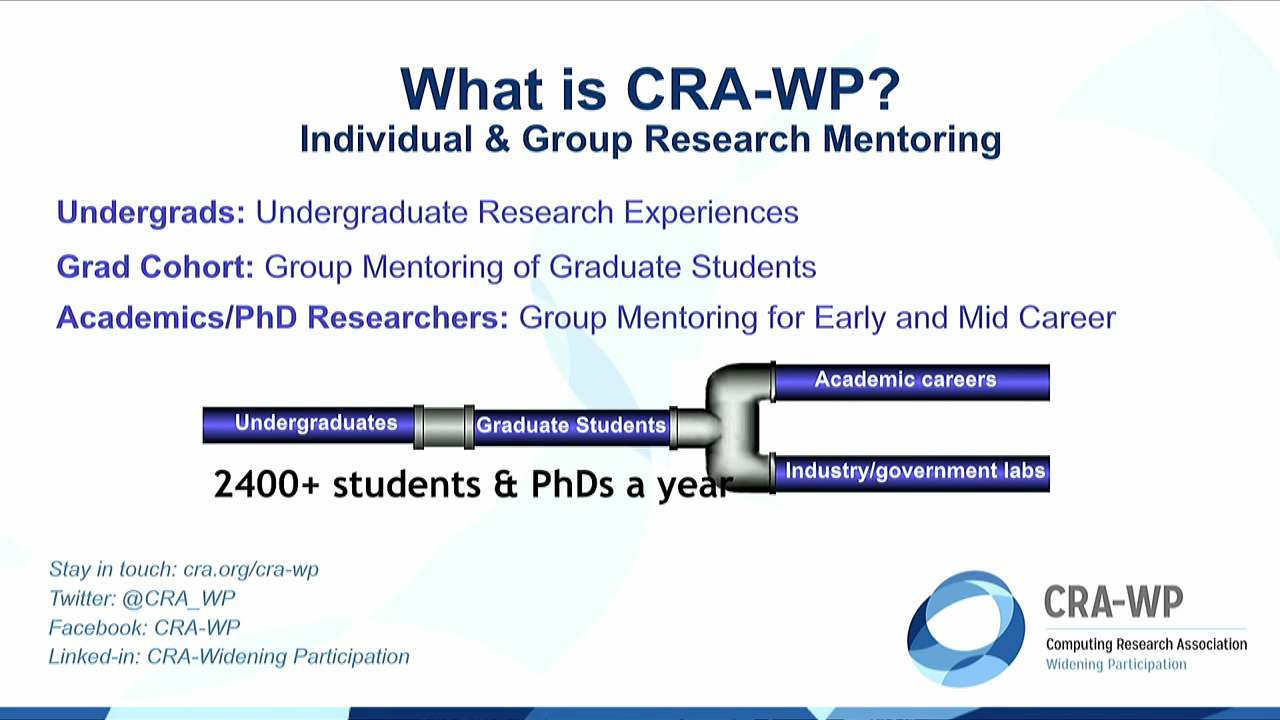 What is CRA-WP?
Individual & Group Research Mentoring
Undergrads: Undergraduate Research Experiences
Grad Cohort: Group Mentoring of Graduate Students
Academics/PhD Researchers: Group Mentoring for Early and Mid Career
Undergraduates
Graduate Students
Academic careers
Industry/government labs
2400+ students & PhDs a year
Stay in touch: cra.org/cra-wp
Twitter: @CRA_WP
Facebook: CRA-WP
Linked-in: CRA-Widening Participation
CRA-WP
Computing Research Association
Widening Participation